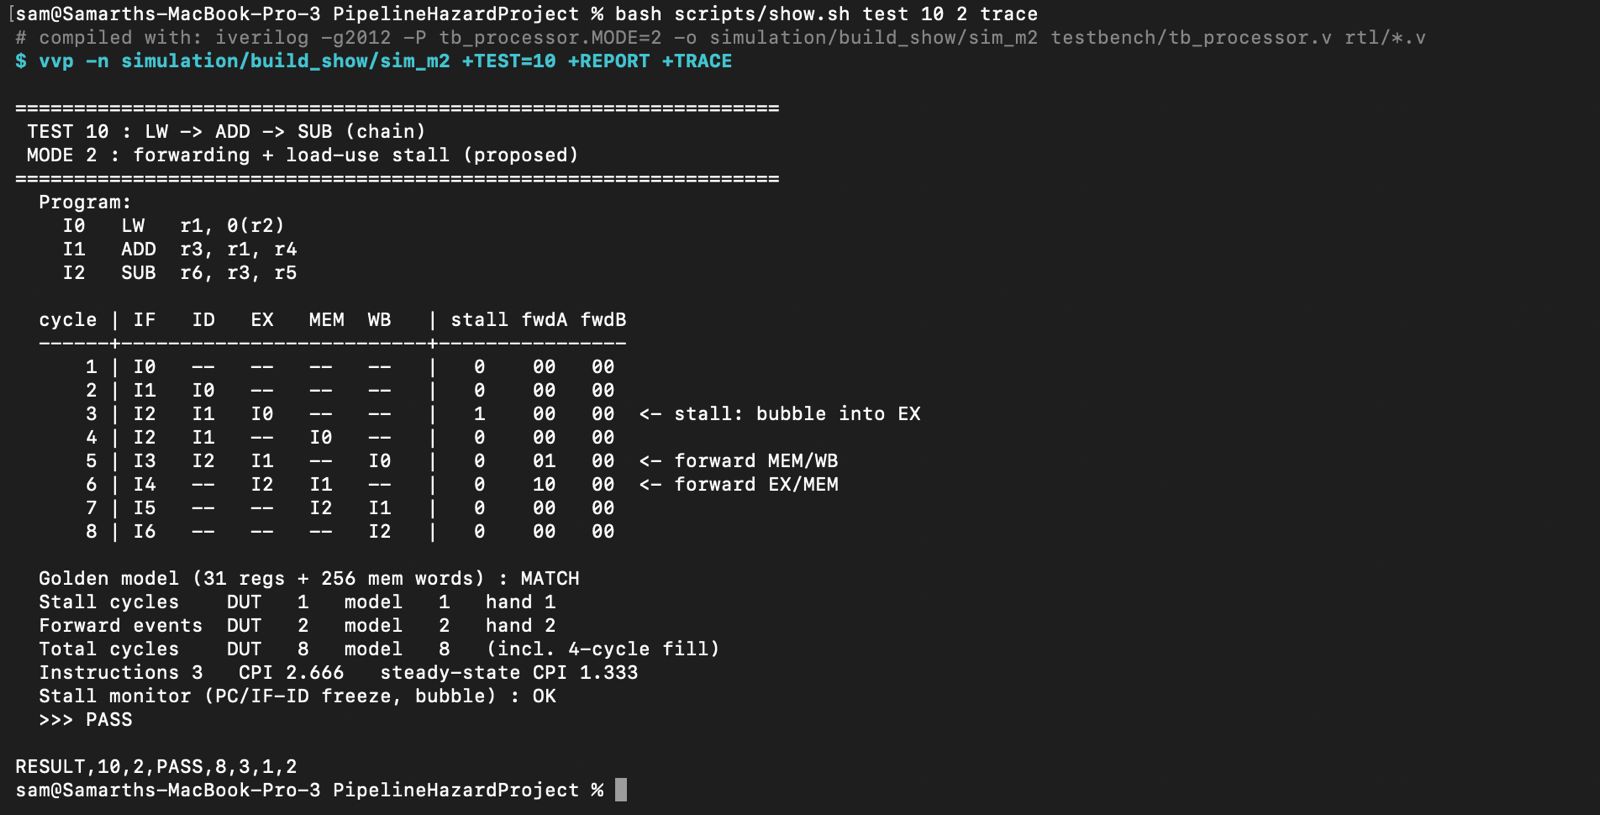 [sam@Samarths-MacBook-Pro-3 PipelineHazardProject % bash scripts/show.sh test 10 2 trace
# compiled with: iverilog -g2012 -P tb_processor.MODE=2 -o simulation/build_show/sim_m2 testbench/tb_processor.v rtl/*.v
$ vvp -n simulation/build_show/sim_m2 +TEST=10 +REPORT +TRACE
=================================================================
 TEST 10 : LW -> ADD -> SUB (chain)
 MODE 2 : forwarding + load-use stall (proposed)
=================================================================
  Program:
    I0   LW   r1, 0(r2)
    I1   ADD  r3, r1, r4
    I2   SUB  r6, r3, r5
  cycle | IF   ID   EX   MEM  WB   | stall fwdA fwdB
  ------+--------------------------+----------------
      1 | I0   --   --   --   --   |   0    00   00
      2 | I1   I0   --   --   --   |   0    00   00
      3 | I2   I1   I0   --   --   |   1    00   00  <- stall: bubble into EX
      4 | I2   I1   --   I0   --   |   0    00   00
      5 | I3   I2   I1   --   I0   |   0    01   00  <- forward MEM/WB
      6 | I4   --   I2   I1   --   |   0    10   00  <- forward EX/MEM
      7 | I5   --   --   I2   I1   |   0    00   00
      8 | I6   --   --   --   I2   |   0    00   00
  Golden model (31 regs + 256 mem words) : MATCH
  Stall cycles    DUT   1   model   1   hand 1
  Forward events  DUT   2   model   2   hand 2
  Total cycles    DUT   8   model   8   (incl. 4-cycle fill)
  Instructions 3   CPI 2.666   steady-state CPI 1.333
  Stall monitor (PC/IF-ID freeze, bubble) : OK
  >>> PASS
RESULT,10,2,PASS,8,3,1,2
sam@Samarths-MacBook-Pro-3 PipelineHazardProject %